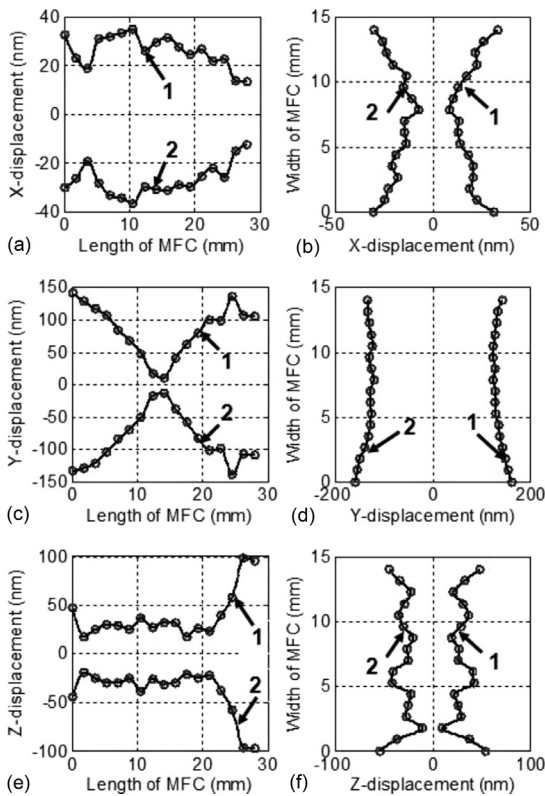 40
20
0
-20
-40
0 10 20 30
X-displacement (nm)
Length of MFC (mm)
1
2
(a)
15
10
5
0
-50 0 50
Width of MFC (mm)
X-displacement (nm)
2
1
(b)
150
100
50
0
-50
-100
-150
0 10 20 30
Y-displacement (nm)
Length of MFC (mm)
1
2
(c)
15
10
5
0
-200 0 200
Width of MFC (mm)
Y-displacement (nm)
2
1
(d)
100
50
0
-50
-100
0 10 20 30
Z-displacement (nm)
Length of MFC (mm)
1
2
(e)
15
10
5
0
-100 0 100
Width of MFC (mm)
Z-displacement (nm)
2
1
(f)